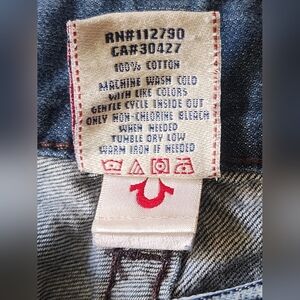 RN#112790
CA#30427
100% COTTON
MACHINE WASH COLD
WITH LIKE COLORS
GENTLE CYCLE INSIDE OUT
ONLY NON-CHLORINE BLEACH
WHEN NEEDED
TUMBLE DRY LOW
WARM IRON IF NEEDED